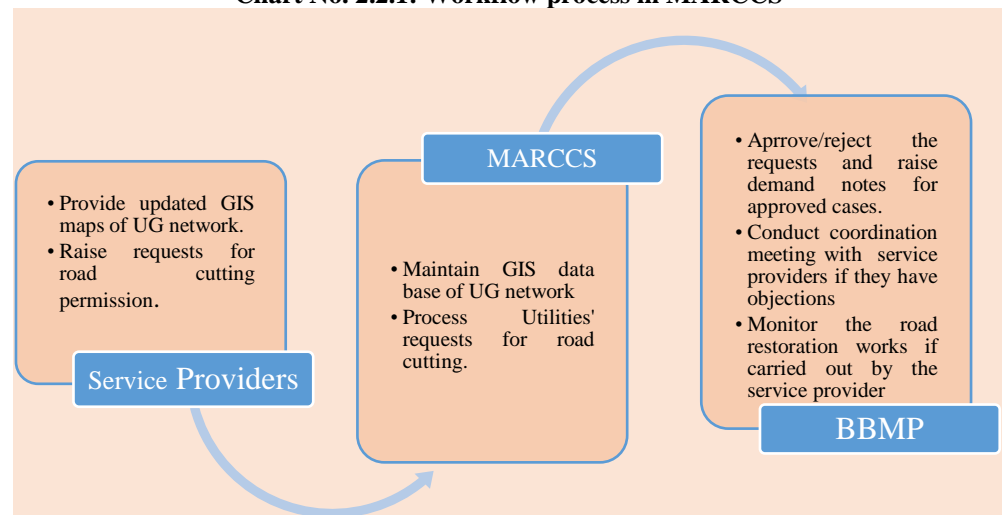 Chart No. 2.2.1: Workflow process in MARCCS
• Provide updated GIS
maps of UG network.
• Raise requests for
road cutting
permission.
Service Providers
MARCCS
• Maintain GIS data
base of UG network
• Process Utilities'
requests for road
cutting.
• Aprrove/reject the
requests and raise
demand notes for
approved cases.
• Conduct coordination
meeting with service
providers if they have
objections
• Monitor the road
restoration works if
carried out by the
service provider
BBMP